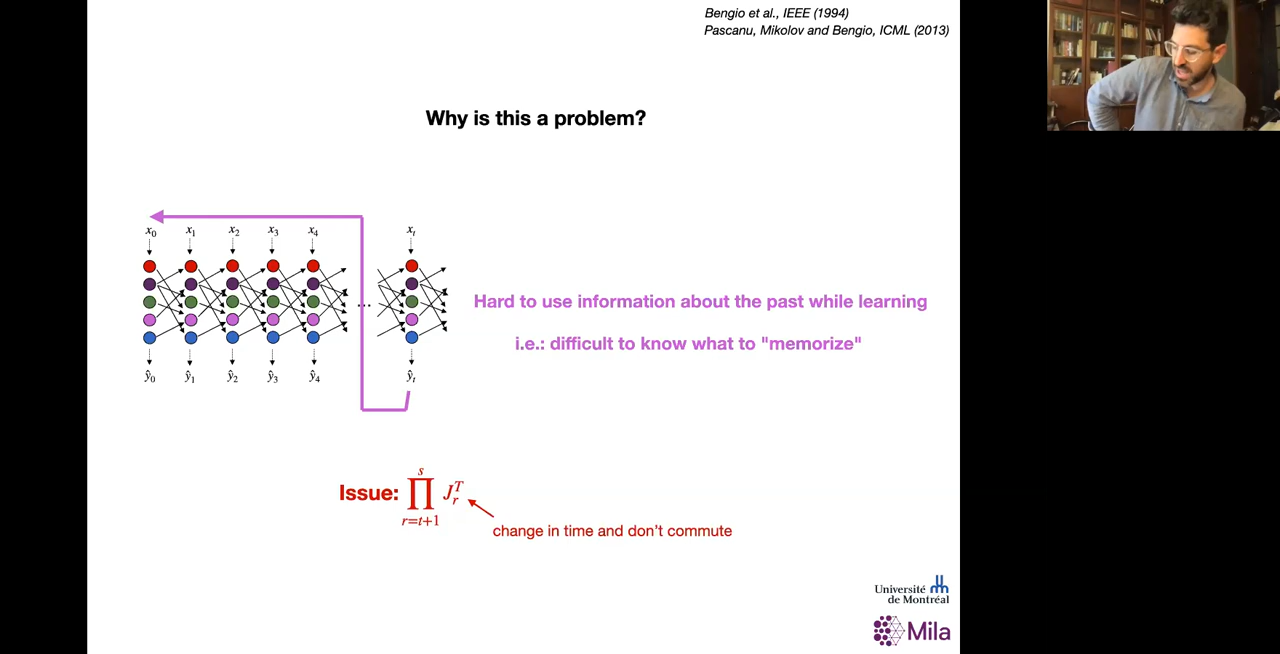 Bengio et al., IEEE (1994)
Pascanu, Mikolov and Bengio, ICML (2013)
Why is this a problem?
x₀ x₁ x₂ x₃ x₄ xₜ
...
Hard to use information about the past while learning
i.e.: difficult to know what to "memorize"
ŷ₀ ŷ₁ ŷ₂ ŷ₃ ŷ₄ ŷₜ
s
Issue: ∏ Jᵣᵀ
r=t+1
change in time and don't commute
Université
de Montréal
Mila